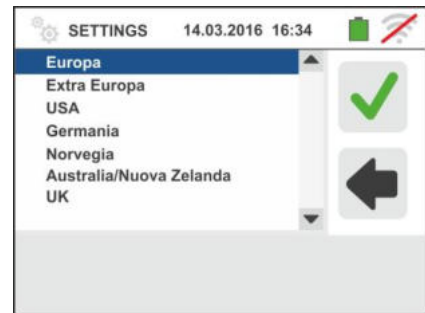 SETTINGS 14.03.2016 16:34
Europa
Extra Europa
USA
Germania
Norvegia
Australia/Nuova Zelanda
UK